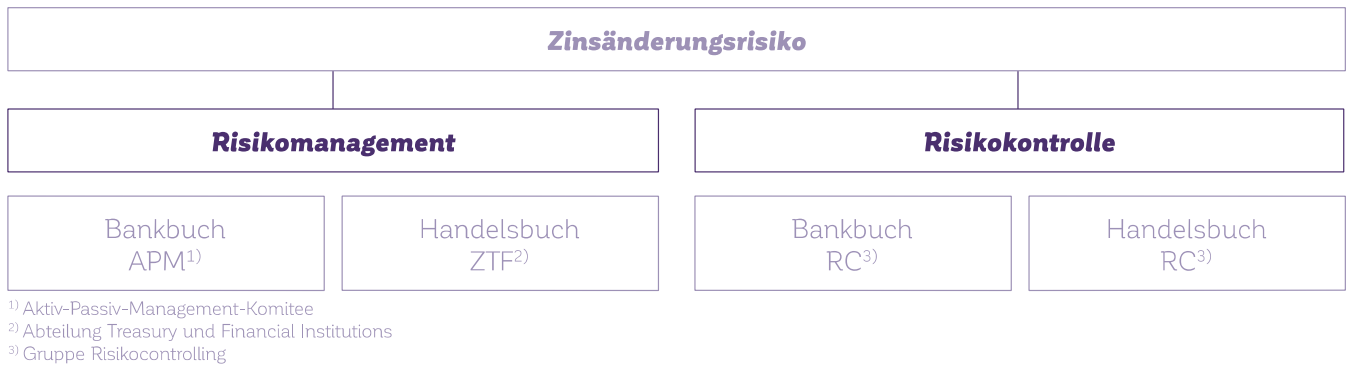 Zinsänderungsrisiko
Risikomanagement
Risikokontrolle
Bankbuch
APM1)
Handelsbuch
ZTF2)
Bankbuch
RC3)
Handelsbuch
RC3)
1) Aktiv-Passiv-Management-Komitee
2) Abteilung Treasury und Financial Institutions
3) Gruppe Risikocontrolling